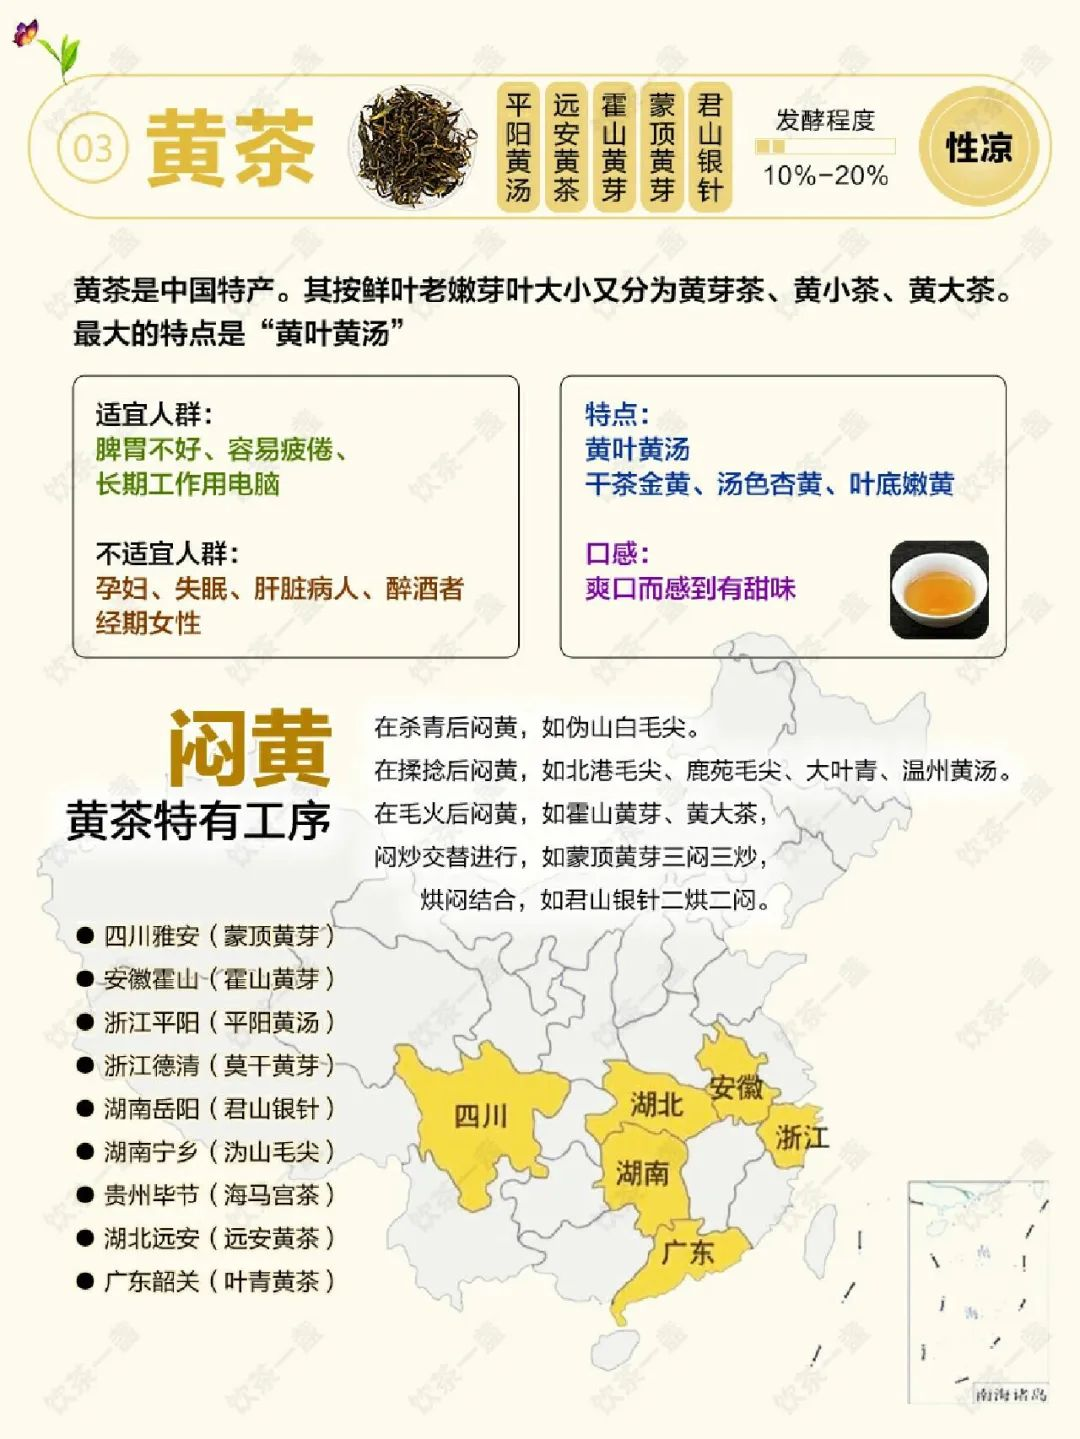 03
黄茶
平阳黄汤
远安黄茶
霍山黄芽
蒙顶黄芽
君山银针
发酵程度
10%-20%
性凉
黄茶是中国特产。其按鲜叶老嫩芽叶大小又分为黄芽茶、黄小茶、黄大茶。
最大的特点是“黄叶黄汤”
适宜人群：
脾胃不好、容易疲倦、
长期工作用电脑
不适宜人群：
孕妇、失眠、肝脏病人、醉酒者
经期女性
特点：
黄叶黄汤
干茶金黄、汤色杏黄、叶底嫩黄
口感：
爽口而感到有甜味
闷黄
黄茶特有工序
在杀青后闷黄，如伪山白毛尖。
在揉捻后闷黄，如北港毛尖、鹿苑毛尖、大叶青、温州黄汤。
在毛火后闷黄，如霍山黄芽、黄大茶，
闷炒交替进行，如蒙顶黄芽三闷三炒，
烘闷结合，如君山银针二烘二闷。
● 四川雅安（蒙顶黄芽）
● 安徽霍山（霍山黄芽）
● 浙江平阳（平阳黄汤）
● 浙江德清（莫干黄芽）
● 湖南岳阳（君山银针）
● 湖南宁乡（沩山毛尖）
● 贵州毕节（海马宫茶）
● 湖北远安（远安黄茶）
● 广东韶关（叶青黄茶）
四川
湖北
安徽
浙江
湖南
广东
南
海
南海诸岛
饮茶一盏